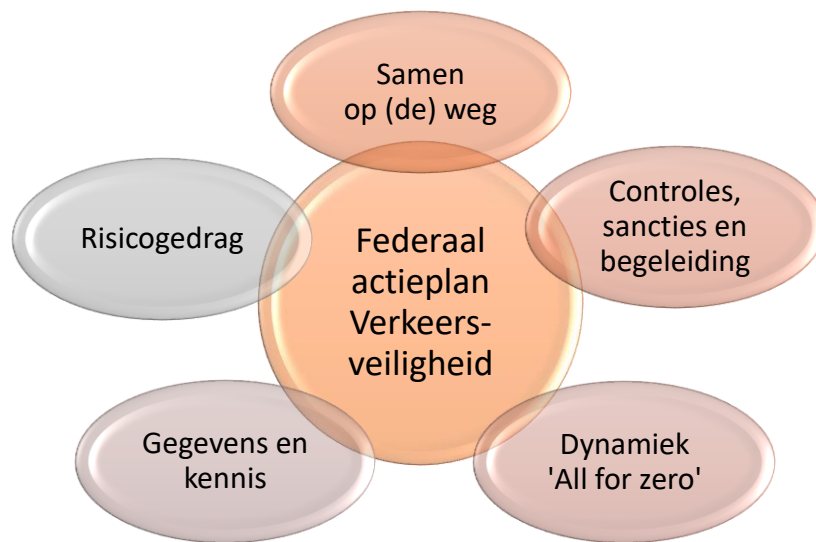 Samen
op (de) weg
Controles,
sancties en
begeleiding
Risicogedrag
Federaal
actieplan
Verkeers-
veiligheid
Gegevens en
kennis
Dynamiek
'All for zero'